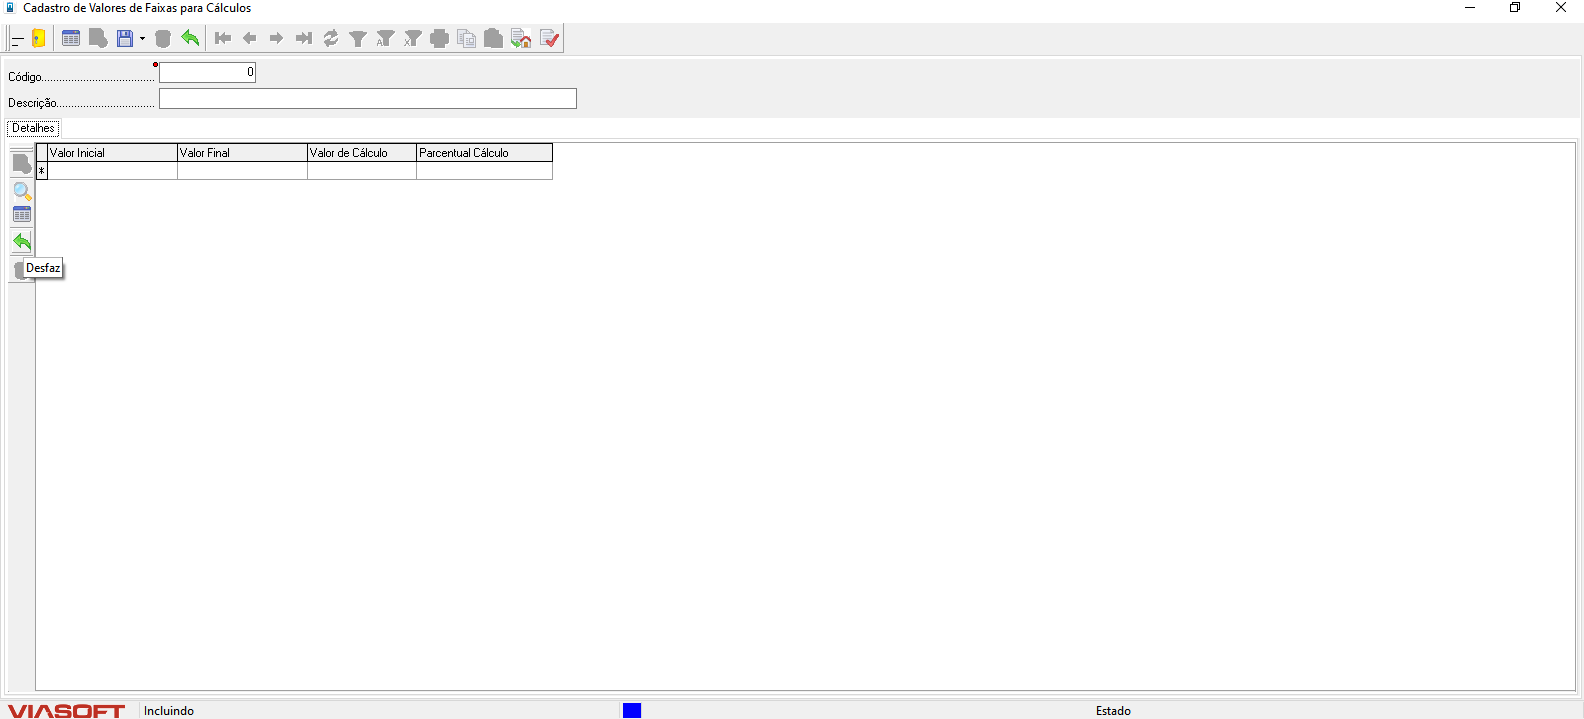 Cadastro de Valores de Faixas para Cálculos
Código...................................... 0
Descrição.................................
Detalhes
Valor Inicial Valor Final Valor de Cálculo Parcentual Cálculo
*
Desfaz
VIASOFT Incluindo Estado